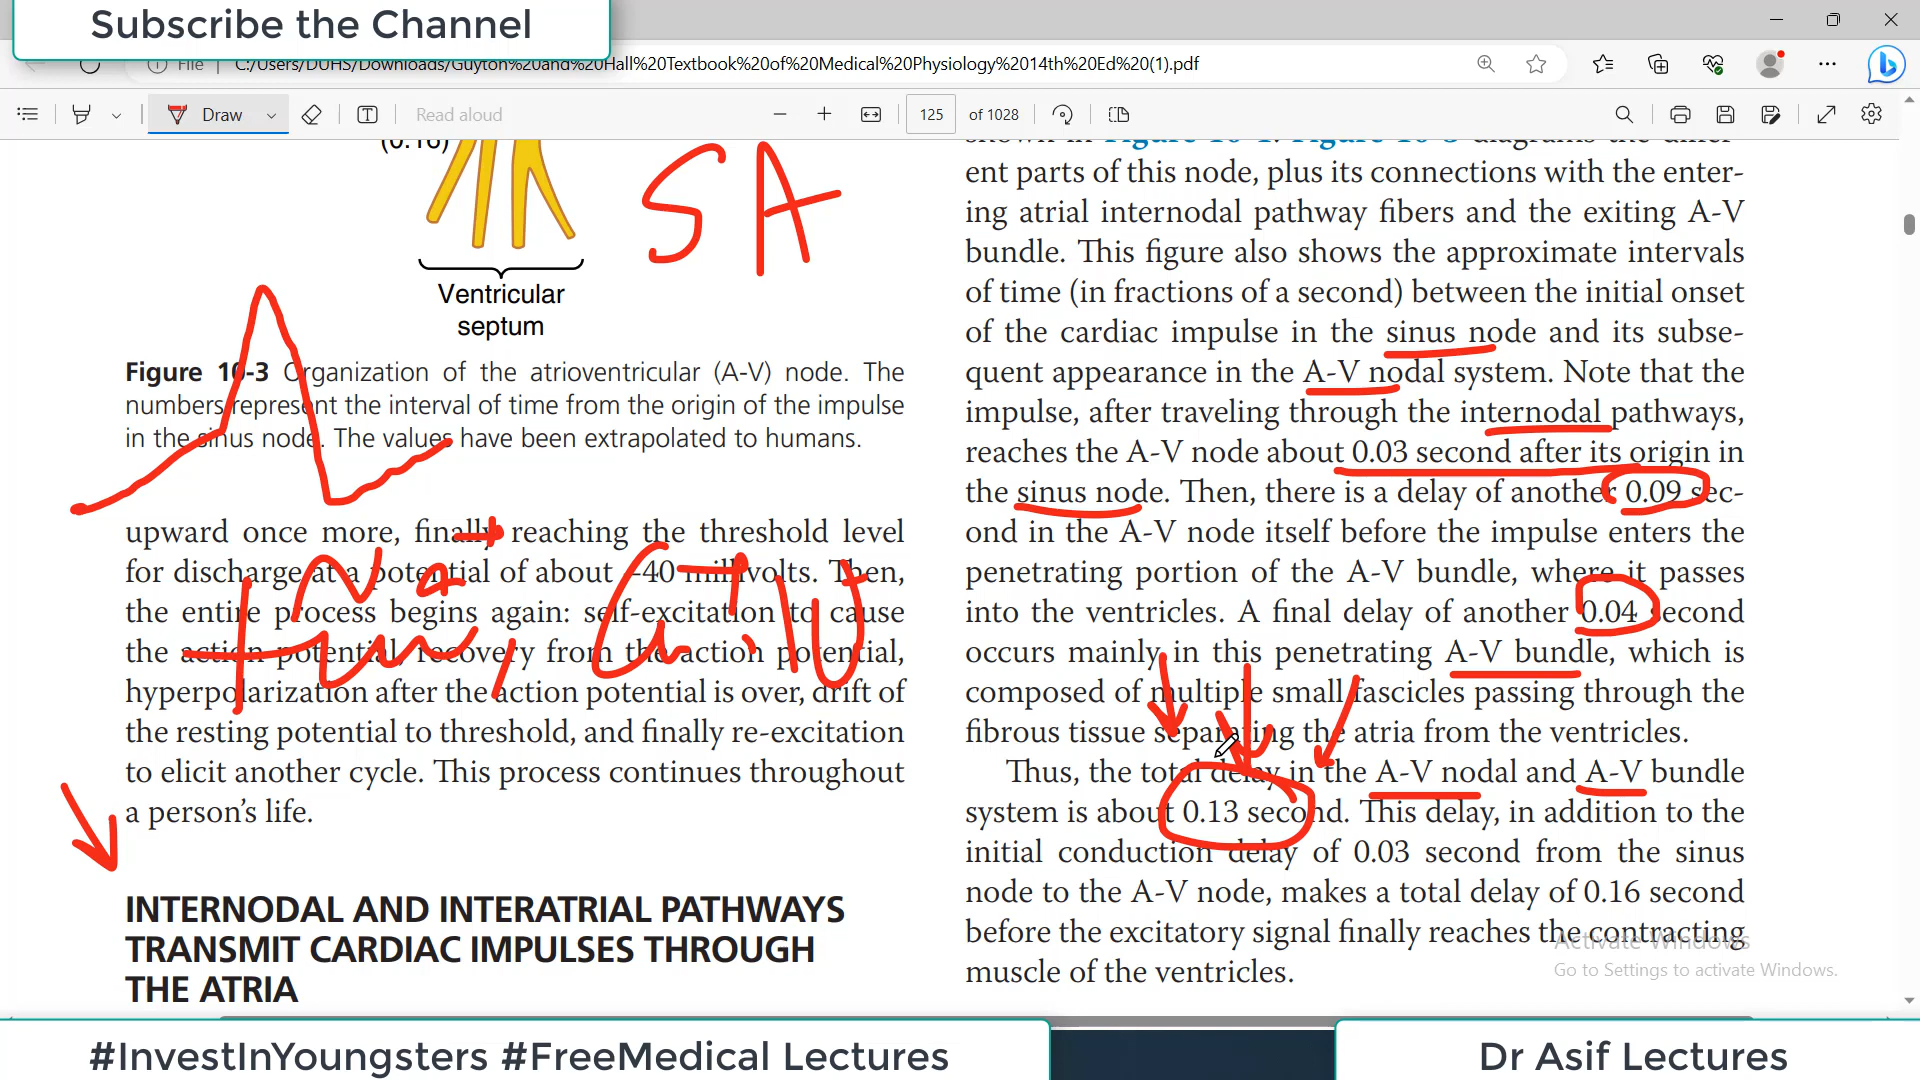 Subscribe the Channel
File
C:/Users/DUHS/Downloads/Guyton%20and%20Hall%20Textbook%20of%20Medical%20Physiology%2014th%20Ed%20(1).pdf
Draw
Read aloud
125 of 1028
(0.16)
SA
Ventricular
septum
Figure 10-3 Organization of the atrioventricular (A-V) node. The
numbers represent the interval of time from the origin of the impulse
in the sinus node. The values have been extrapolated to humans.
upward once more, finally reaching the threshold level
for discharge at a potential of about −40 millivolts. Then,
the entire process begins again: self-excitation to cause
the action potential, recovery from the action potential,
hyperpolarization after the action potential is over, drift of
the resting potential to threshold, and finally re-excitation
to elicit another cycle. This process continues throughout
a person's life.
INTERNODAL AND INTERATRIAL PATHWAYS
TRANSMIT CARDIAC IMPULSES THROUGH
THE ATRIA
shown in Figure 10-1. Figure 10-3 diagrams the differ-
ent parts of this node, plus its connections with the enter-
ing atrial internodal pathway fibers and the exiting A-V
bundle. This figure also shows the approximate intervals
of time (in fractions of a second) between the initial onset
of the cardiac impulse in the sinus node and its subse-
quent appearance in the A-V nodal system. Note that the
impulse, after traveling through the internodal pathways,
reaches the A-V node about 0.03 second after its origin in
the sinus node. Then, there is a delay of another 0.09 sec-
ond in the A-V node itself before the impulse enters the
penetrating portion of the A-V bundle, where it passes
into the ventricles. A final delay of another 0.04 second
occurs mainly in this penetrating A-V bundle, which is
composed of multiple small fascicles passing through the
fibrous tissue separating the atria from the ventricles.
Thus, the total delay in the A-V nodal and A-V bundle
system is about 0.13 second. This delay, in addition to the
initial conduction delay of 0.03 second from the sinus
node to the A-V node, makes a total delay of 0.16 second
before the excitatory signal finally reaches the contracting
muscle of the ventricles.
Activate Windows
Go to Settings to activate Windows.
#InvestInYoungsters #FreeMedical Lectures
Dr Asif Lectures